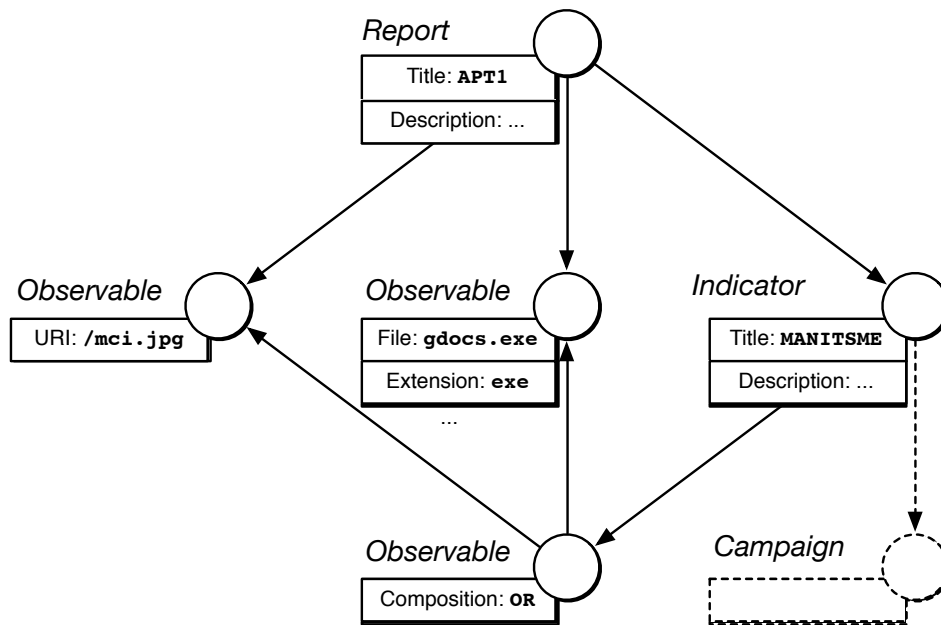 Report
Title: APT1
Description: ...
Observable
URI: /mci.jpg
Observable
File: gdocs.exe
Extension: exe
...
Indicator
Title: MANITSME
Description: ...
Observable
Composition: OR
Campaign